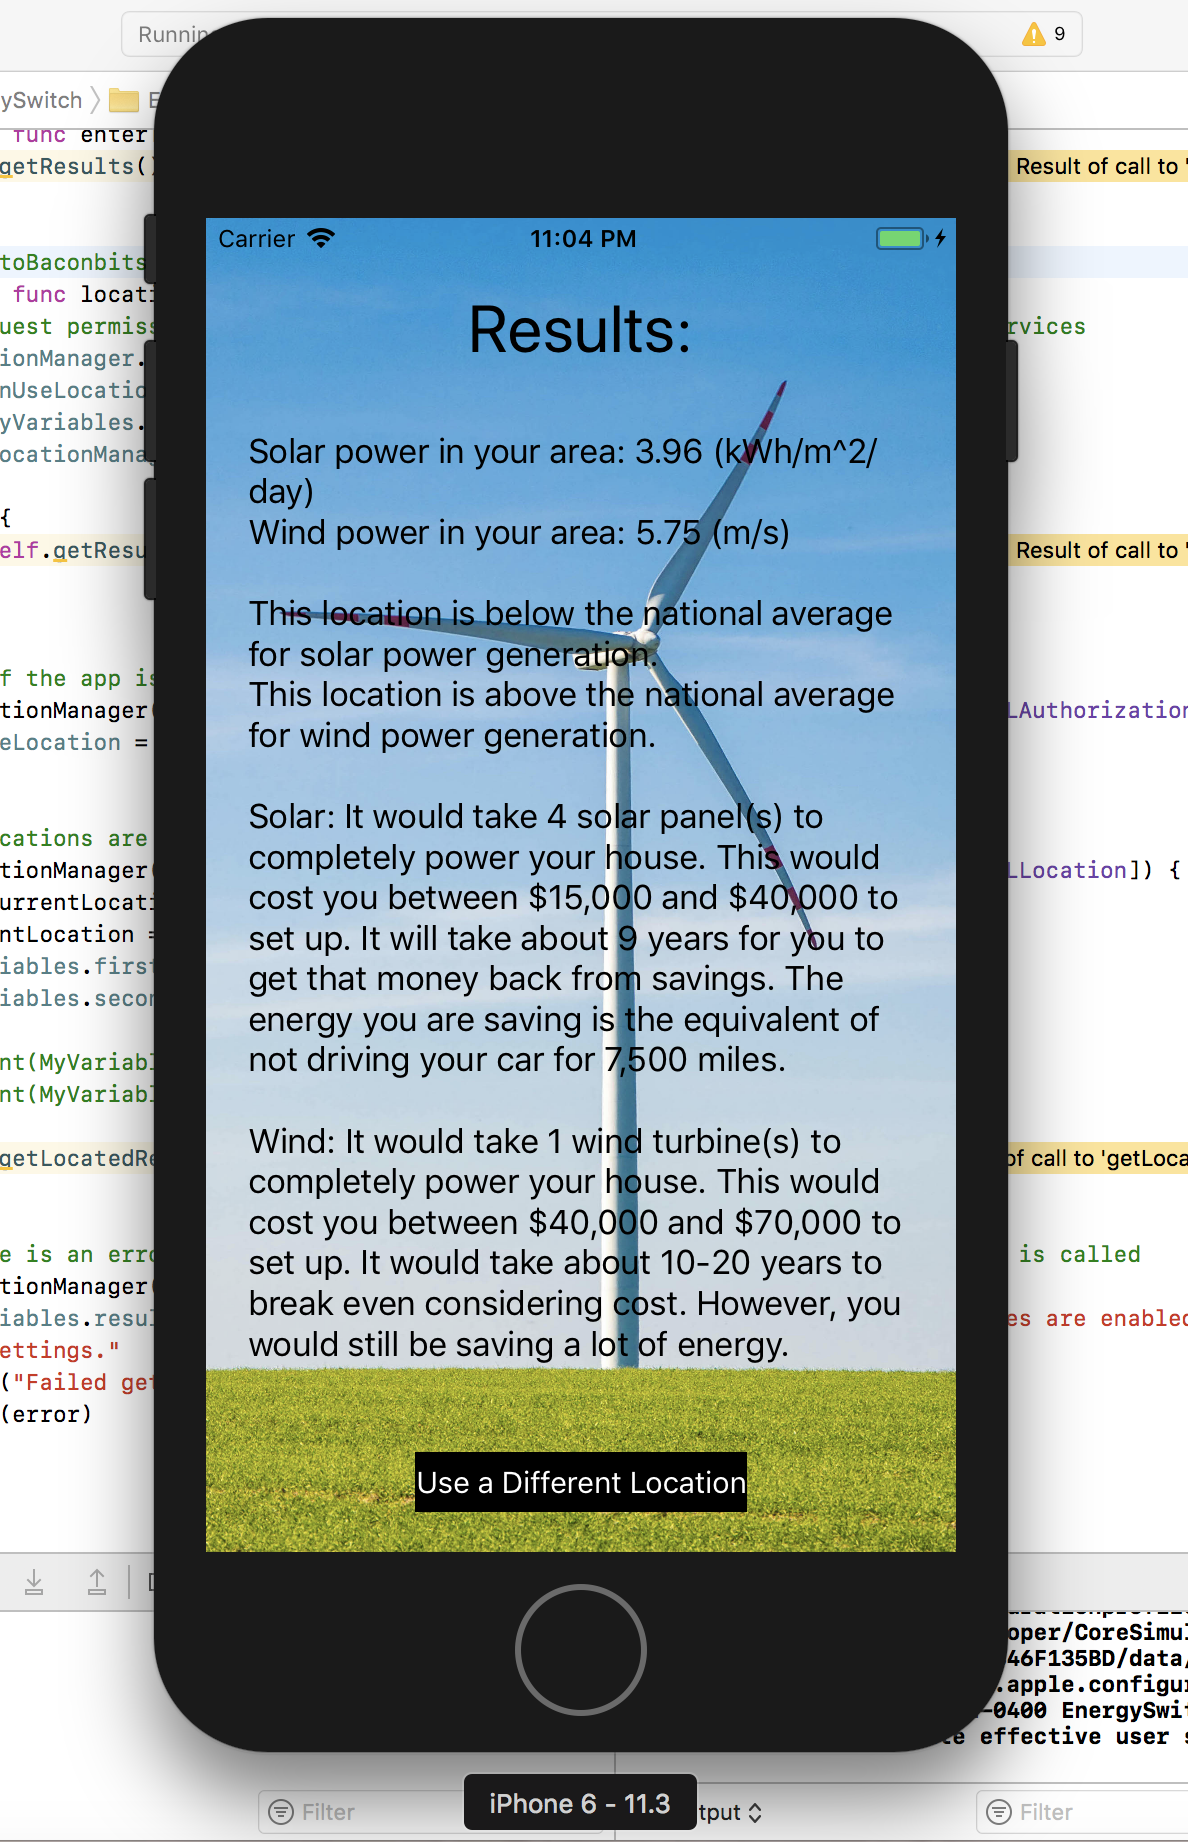 9
ySwitch
func enter
getResults()
Result of call to '
toBaconbits
func locati
uest permiss
rvices
ionManager.
nUseLocatio
yVariables.
ocationMana
{
elf.getResu
Result of call to '
f the app is
tionManager(
LAuthorization
eLocation =
cations are
tionManager(
LLocation]) {
urrentLocati
ntLocation =
iables.first
iables.secon
nt(MyVariabl
nt(MyVariabl
getLocatedRe
of call to 'getLoca
e is an erro
is called
tionManager(
iables.resul
es are enabled
ettings."
("Failed get
(error)
Carrier 11:04 PM
Results:
Solar power in your area: 3.96 (kWh/m^2/
day)
Wind power in your area: 5.75 (m/s)
This location is below the national average
for solar power generation.
This location is above the national average
for wind power generation.
Solar: It would take 4 solar panel(s) to
completely power your house. This would
cost you between $15,000 and $40,000 to
set up. It will take about 9 years for you to
get that money back from savings. The
energy you are saving is the equivalent of
not driving your car for 7,500 miles.
Wind: It would take 1 wind turbine(s) to
completely power your house. This would
cost you between $40,000 and $70,000 to
set up. It would take about 10-20 years to
break even considering cost. However, you
would still be saving a lot of energy.
Use a Different Location
oper/CoreSimul
46F135BD/data/
.apple.configur
-0400 EnergySwit
te effective user s
Filter
iPhone 6 - 11.3
tput
Filter